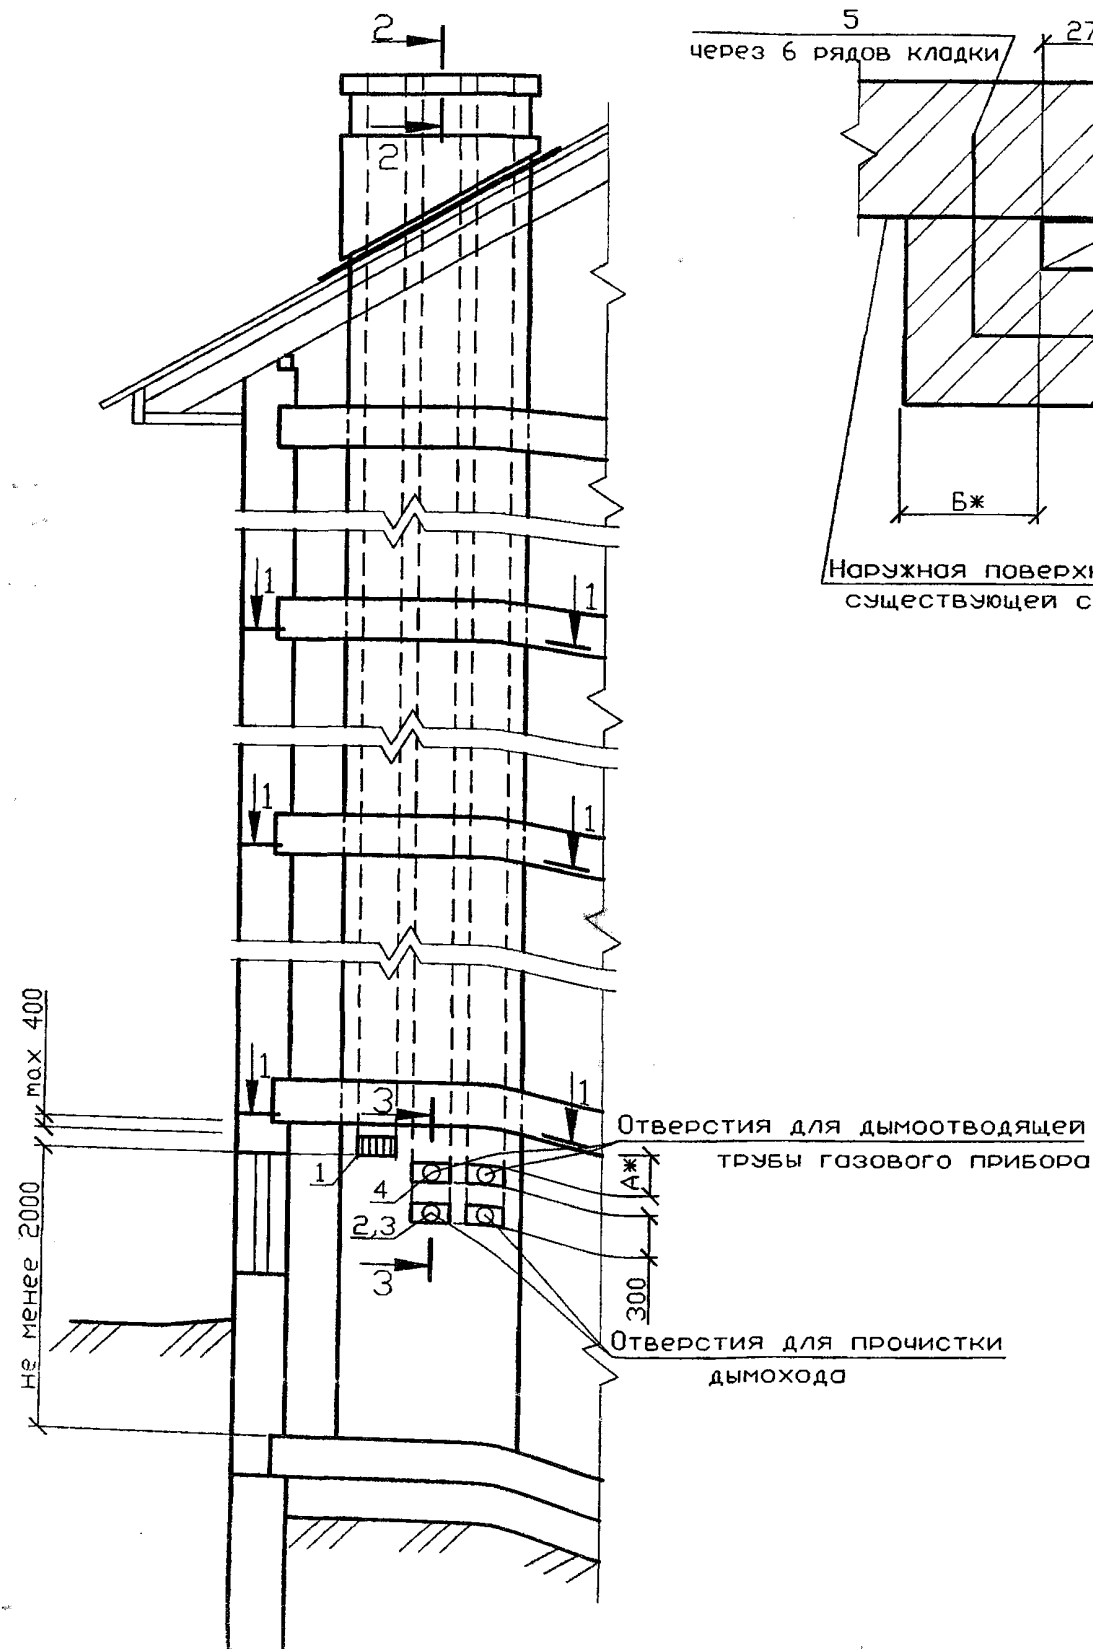 2
2
5
через 6 рядов кладки
27
Б*
Наружная поверхн
существующей с
1
1
1
1
1
1
max 400
не менее 2000
3
1
4
2,3
3
Отверстия для дымоотводящей
трубы газового прибора
А*
300
Отверстия для прочистки
дымохода